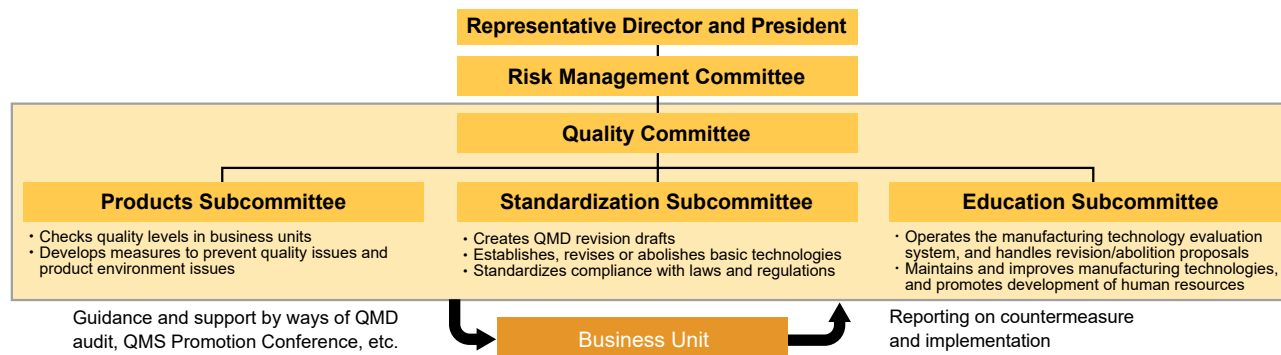 Representative Director and President
Risk Management Committee
Quality Committee
Products Subcommittee
・Checks quality levels in business units
・Develops measures to prevent quality issues and
product environment issues
Standardization Subcommittee
・Creates QMD revision drafts
・Establishes, revises or abolishes basic technologies
・Standardizes compliance with laws and regulations
Education Subcommittee
・Operates the manufacturing technology evaluation
system, and handles revision/abolition proposals
・Maintains and improves manufacturing technologies,
and promotes development of human resources
Guidance and support by ways of QMD
audit, QMS Promotion Conference, etc.
Business Unit
Reporting on countermeasure
and implementation